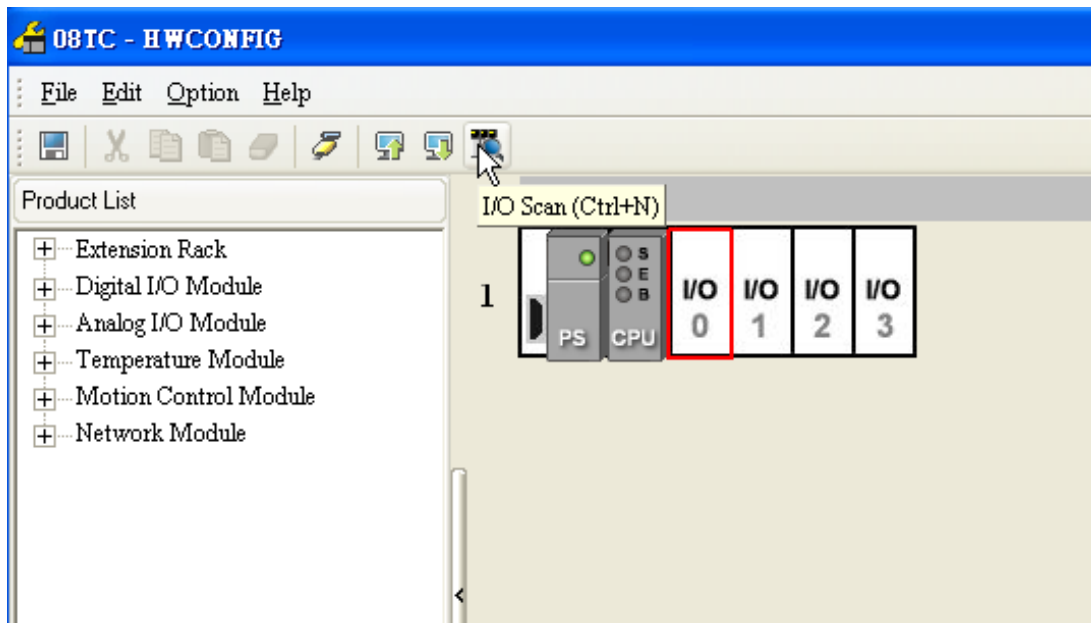 08TC - HWCONFIG
File Edit Option Help
Product List
I/O Scan (Ctrl+N)
Extension Rack
Digital I/O Module
Analog I/O Module
Temperature Module
Motion Control Module
Network Module
1
PS
S
E
B
CPU
I/O 0
I/O 1
I/O 2
I/O 3